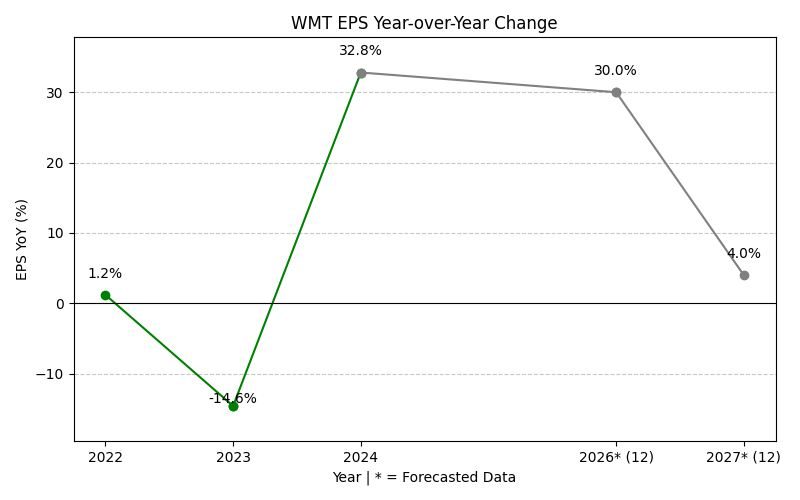 WMT EPS Year-over-Year Change
32.8%
30.0%
4.0%
1.2%
-14.6%
30
20
10
0
−10
EPS YoY (%)
2022 2023 2024 2026* (12) 2027* (12)
Year | * = Forecasted Data